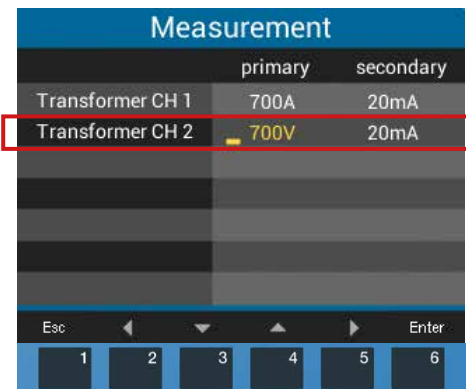 Measurement
primary secondary
Transformer CH 1 700A 20mA
Transformer CH 2 _ 700V 20mA
Esc Enter
1 2 3 4 5 6